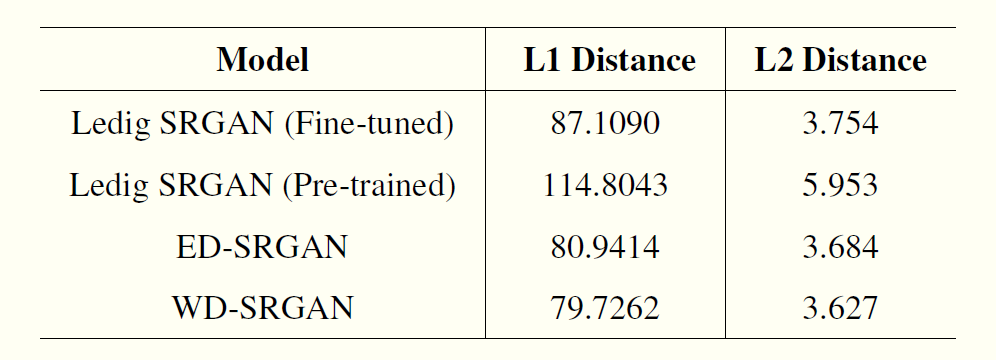 Model L1 Distance L2 Distance
Ledig SRGAN (Fine-tuned) 87.1090 3.754
Ledig SRGAN (Pre-trained) 114.8043 5.953
ED-SRGAN 80.9414 3.684
WD-SRGAN 79.7262 3.627